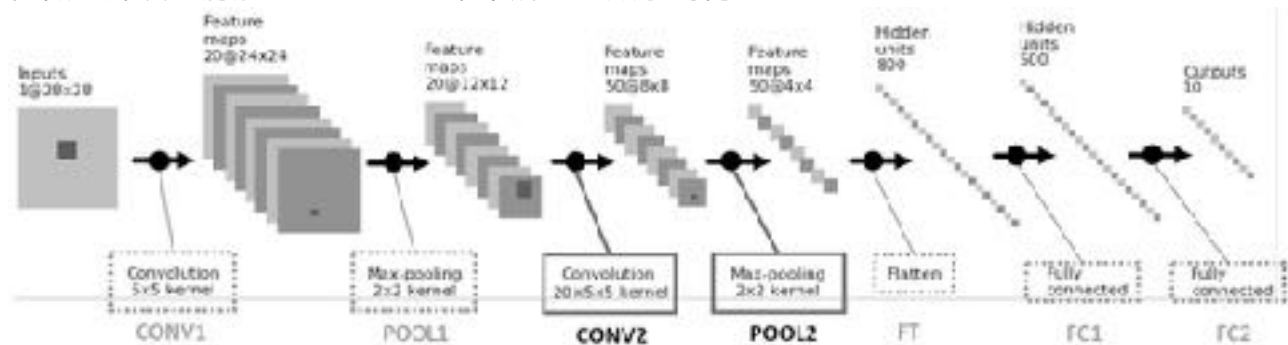 Inputs
1@28x28
Feature
maps
20@24x24
Feature
maps
20@12x12
Feature
maps
50@8x8
Feature
maps
50@4x4
Hidden
units
800
Hidden
units
500
Outputs
10
Convolution
5x5 kernel
Max-pooling
2x2 kernel
Convolution
20x5x5 kernel
Max-pooling
2x2 kernel
Flatten
Fully
connected
Fully
connected
CONV1
POOL1
CONV2
POOL2
FT
FC1
FC2